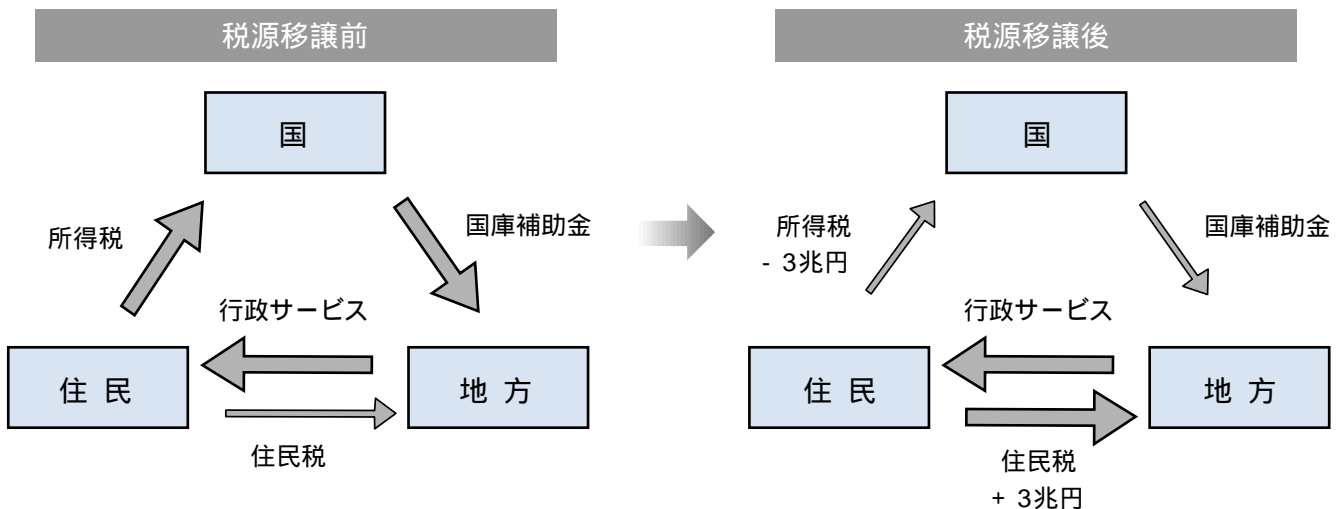 税源移譲前
国
所得税
国庫補助金
行政サービス
住 民
地 方
住民税
税源移譲後
国
所得税
- 3兆円
国庫補助金
行政サービス
住 民
地 方
住民税
+ 3兆円